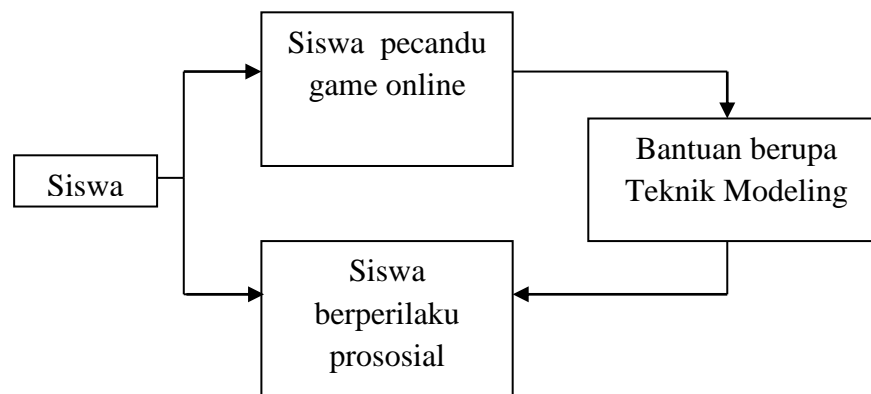 Siswa pecandu
game online
Bantuan berupa
Teknik Modeling
Siswa
Siswa
berperilaku
prososial